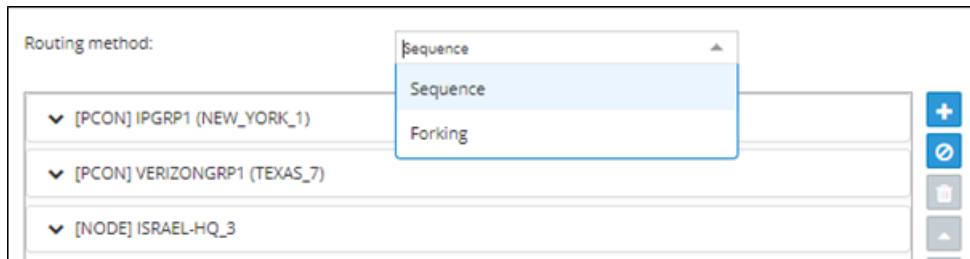 Routing method:
Sequence
Sequence
Forking
[PCON] IPGRP1 (NEW_YORK_1)
[PCON] VERIZONGRP1 (TEXAS_7)
[NODE] ISRAEL-HQ_3